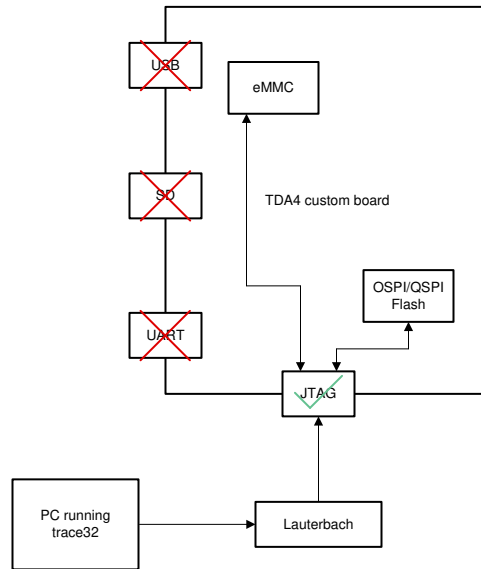 USB
eMMC
SD
TDA4 custom board
OSPI/QSPI
Flash
UART
JTAG
PC running
trace32
Lauterbach